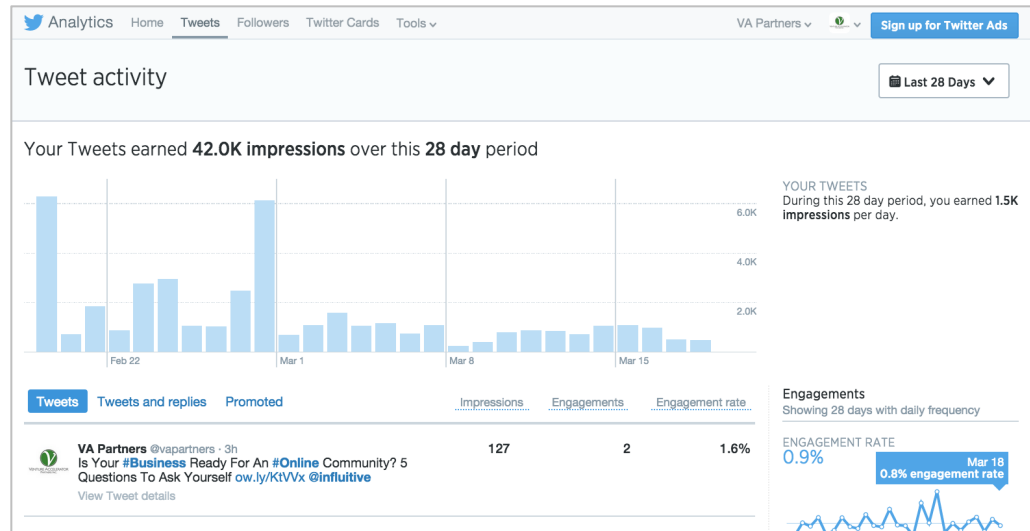 Analytics Home Tweets Followers Twitter Cards Tools VA Partners Sign up for Twitter Ads
Tweet activity
Last 28 Days
Your Tweets earned 42.0K impressions over this 28 day period
YOUR TWEETS
During this 28 day period, you earned 1.5K
impressions per day.
6.0K
4.0K
2.0K
Feb 22 Mar 1 Mar 8 Mar 15
Tweets Tweets and replies Promoted Impressions Engagements Engagement rate
VA Partners @vapartners · 3h 127 2 1.6%
Is Your #Business Ready For An #Online Community? 5
Questions To Ask Yourself ow.ly/KtVVx @influitive
View Tweet details
Engagements
Showing 28 days with daily frequency
ENGAGEMENT RATE
0.9%
Mar 18
0.8% engagement rate